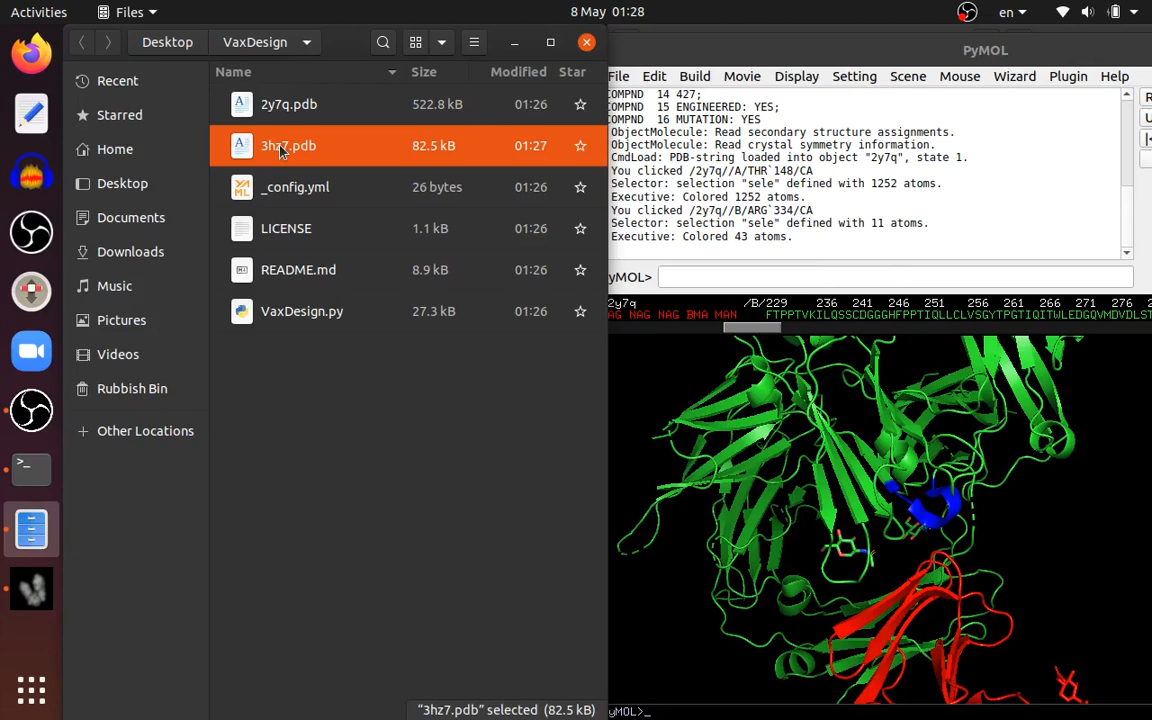 Activities
Files
8 May 01:28
en
Desktop
VaxDesign
Name
Size
Modified
Star
2y7q.pdb
522.8 kB
01:26
3hz7.pdb
82.5 kB
01:27
_config.yml
26 bytes
01:26
LICENSE
1.1 kB
01:26
README.md
8.9 kB
01:26
VaxDesign.py
27.3 kB
01:26
Recent
Starred
Home
Desktop
Documents
Downloads
Music
Pictures
Videos
Rubbish Bin
Other Locations
"3hz7.pdb" selected (82.5 kB)
PyMOL
File Edit Build Movie Display Setting Scene Mouse Wizard Plugin Help
COMPND 14 427;
COMPND 15 ENGINEERED: YES;
COMPND 16 MUTATION: YES
ObjectMolecule: Read secondary structure assignments.
ObjectMolecule: Read crystal symmetry information.
CmdLoad: PDB-string loaded into object "2y7q", state 1.
You clicked /2y7q//A/THR`148/CA
Selector: selection "sele" defined with 1252 atoms.
Executive: Colored 1252 atoms.
You clicked /2y7q//B/ARG`334/CA
Selector: selection "sele" defined with 11 atoms.
Executive: Colored 43 atoms.
yMOL>
2y7q /B/229 236 241 246 251 256 261 266 271 276
AG NAG NAG BMA MAN FTPPTVKILQSSCDGGGHFPPTIQLLCLVSGYTPGTIQITWLEDGQVMDVDLST
yMOL>_